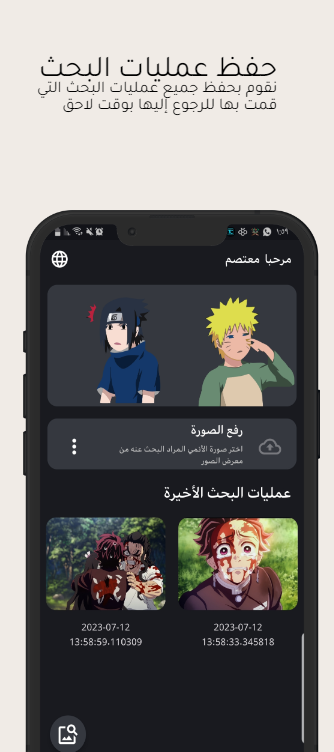 حفظ عمليات البحث
نقوم بحفظ جميع عمليات البحث التي
قمت بها للرجوع إليها بوقت لاحق
١:٥٩
مرحبا معتصم
رفع الصورة
اختر صورة الأنمي المراد البحث عنه من
معرض الصور
عمليات البحث الأخيرة
2023-07-12
13:58:33.345818
2023-07-12
13:58:59.110309